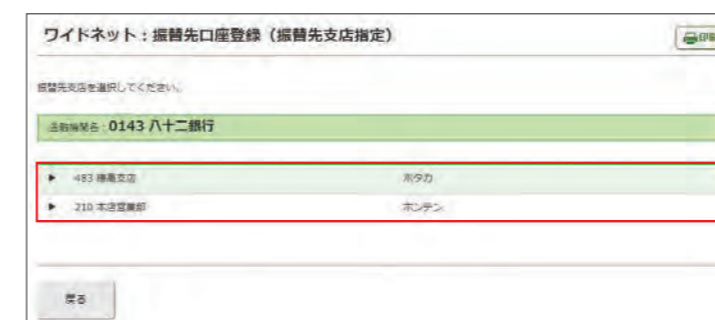 ワイドネット：振替先口座登録（振替先支店指定）
印刷
振替先支店を選択してください。
金融機関名：0143 八十二銀行
▶ 483 穂高支店 ホタカ
▶ 210 本店営業部 ホンテン
戻る